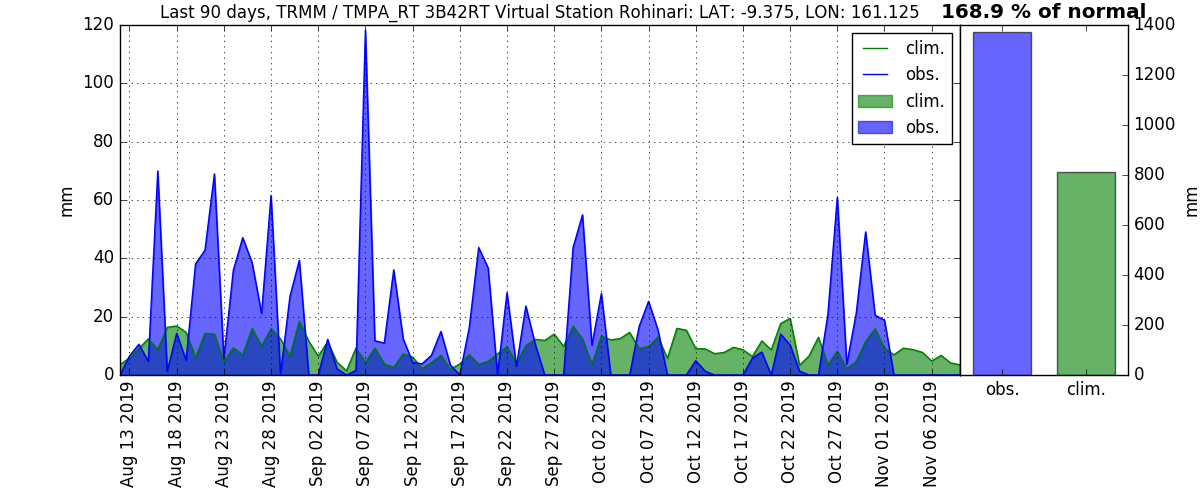 Last 90 days, TRMM / TMPA_RT 3B42RT Virtual Station Rohinari: LAT: -9.375, LON: 161.125
168.9 % of normal
120
100
80
60
40
20
0
mm
clim.
obs.
clim.
obs.
1400
1200
1000
800
600
400
200
0
mm
Aug 13 2019
Aug 18 2019
Aug 23 2019
Aug 28 2019
Sep 02 2019
Sep 07 2019
Sep 12 2019
Sep 17 2019
Sep 22 2019
Sep 27 2019
Oct 02 2019
Oct 07 2019
Oct 12 2019
Oct 17 2019
Oct 22 2019
Oct 27 2019
Nov 01 2019
Nov 06 2019
obs.
clim.